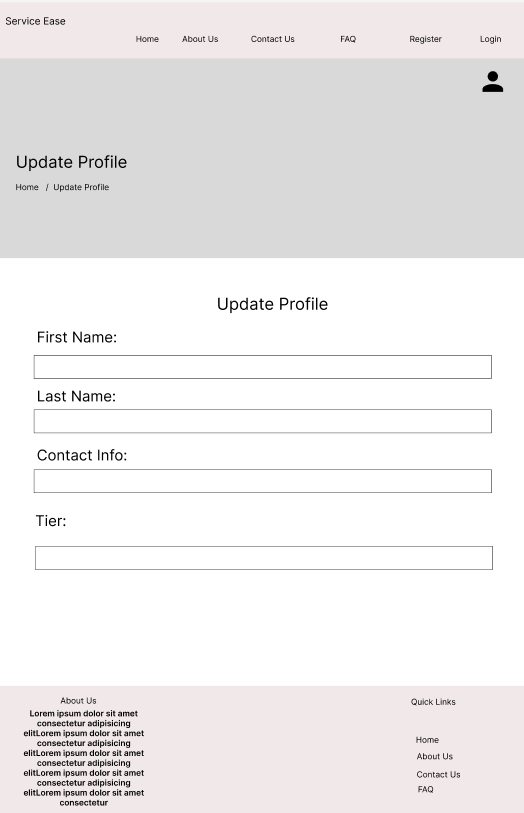 Service Ease
Home About Us Contact Us FAQ Register Login
Update Profile
Home / Update Profile
Update Profile
First Name:
Last Name:
Contact Info:
Tier:
About Us
Lorem ipsum dolor sit amet
consectetur adipisicing
elitLorem ipsum dolor sit amet
consectetur adipisicing
elitLorem ipsum dolor sit amet
consectetur adipisicing
elitLorem ipsum dolor sit amet
consectetur adipisicing
elitLorem ipsum dolor sit amet
consectetur
Quick Links
Home
About Us
Contact Us
FAQ